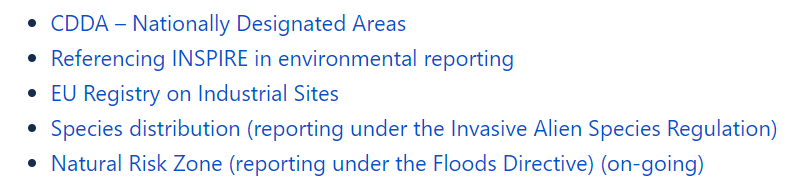 • CDDA – Nationally Designated Areas
• Referencing INSPIRE in environmental reporting
• EU Registry on Industrial Sites
• Species distribution (reporting under the Invasive Alien Species Regulation)
• Natural Risk Zone (reporting under the Floods Directive) (on-going)